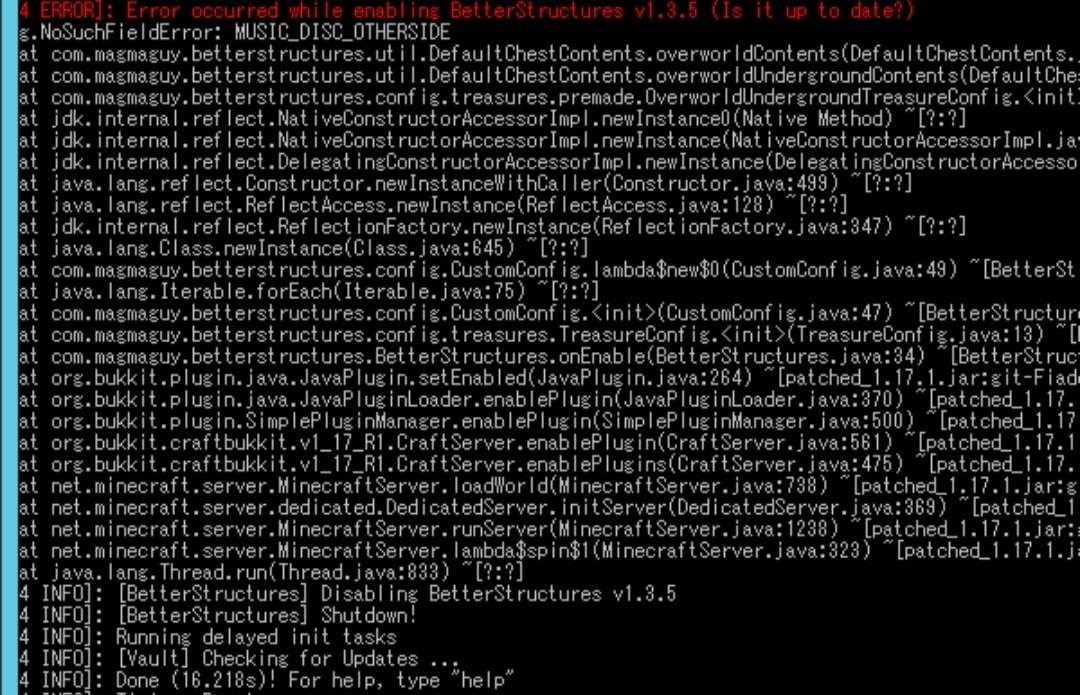 4 ERROR]: Error occurred while enabling BetterStructures v1.3.5 (Is it up to date?)
g.NoSuchFieldError: MUSIC_DISC_OTHERSIDE
at com.magmaguy.betterstructures.util.DefaultChestContents.overworldContents(DefaultChestContents.
at com.magmaguy.betterstructures.util.DefaultChestContents.overworldUndergroundContents(DefaultChes
at com.magmaguy.betterstructures.config.treasures.premade.OverworldUndergroundTreasureConfig.<init
at jdk.internal.reflect.NativeConstructorAccessorImpl.newInstance0(Native Method) ~[?:?]
at jdk.internal.reflect.NativeConstructorAccessorImpl.newInstance(NativeConstructorAccessorImpl.ja
at jdk.internal.reflect.DelegatingConstructorAccessorImpl.newInstance(DelegatingConstructorAccesso
at java.lang.reflect.Constructor.newInstanceWithCaller(Constructor.java:499) ~[?:?]
at java.lang.reflect.ReflectAccess.newInstance(ReflectAccess.java:128) ~[?:?]
at jdk.internal.reflect.ReflectionFactory.newInstance(ReflectionFactory.java:347) ~[?:?]
at java.lang.Class.newInstance(Class.java:645) ~[?:?]
at com.magmaguy.betterstructures.config.CustomConfig.lambda$new$0(CustomConfig.java:49) ~[BetterSt
at java.lang.Iterable.forEach(Iterable.java:75) ~[?:?]
at com.magmaguy.betterstructures.config.CustomConfig.<init>(CustomConfig.java:47) ~[BetterStructure
at com.magmaguy.betterstructures.config.treasures.TreasureConfig.<init>(TreasureConfig.java:13) ~[
at com.magmaguy.betterstructures.BetterStructures.onEnable(BetterStructures.java:34) ~[BetterStruc
at org.bukkit.plugin.java.JavaPlugin.setEnabled(JavaPlugin.java:264) ~[patched_1.17.1.jar:git-Fiad
at org.bukkit.plugin.java.JavaPluginLoader.enablePlugin(JavaPluginLoader.java:370) ~[patched_1.17.
at org.bukkit.plugin.SimplePluginManager.enablePlugin(SimplePluginManager.java:500) ~[patched_1.17
at org.bukkit.craftbukkit.v1_17_R1.CraftServer.enablePlugin(CraftServer.java:561) ~[patched_1.17.1
at org.bukkit.craftbukkit.v1_17_R1.CraftServer.enablePlugins(CraftServer.java:475) ~[patched_1.17.
at net.minecraft.server.MinecraftServer.loadWorld(MinecraftServer.java:738) ~[patched_1.17.1.jar:g
at net.minecraft.server.dedicated.DedicatedServer.initServer(DedicatedServer.java:369) ~[patched_1
at net.minecraft.server.MinecraftServer.runServer(MinecraftServer.java:1238) ~[patched_1.17.1.jar:
at net.minecraft.server.MinecraftServer.lambda$spin$1(MinecraftServer.java:323) ~[patched_1.17.1.ja
at java.lang.Thread.run(Thread.java:833) ~[?:?]
4 INFO]: [BetterStructures] Disabling BetterStructures v1.3.5
4 INFO]: [BetterStructures] Shutdown!
4 INFO]: Running delayed init tasks
4 INFO]: [Vault] Checking for Updates ...
4 INFO]: Done (16.218s)! For help, type "help"